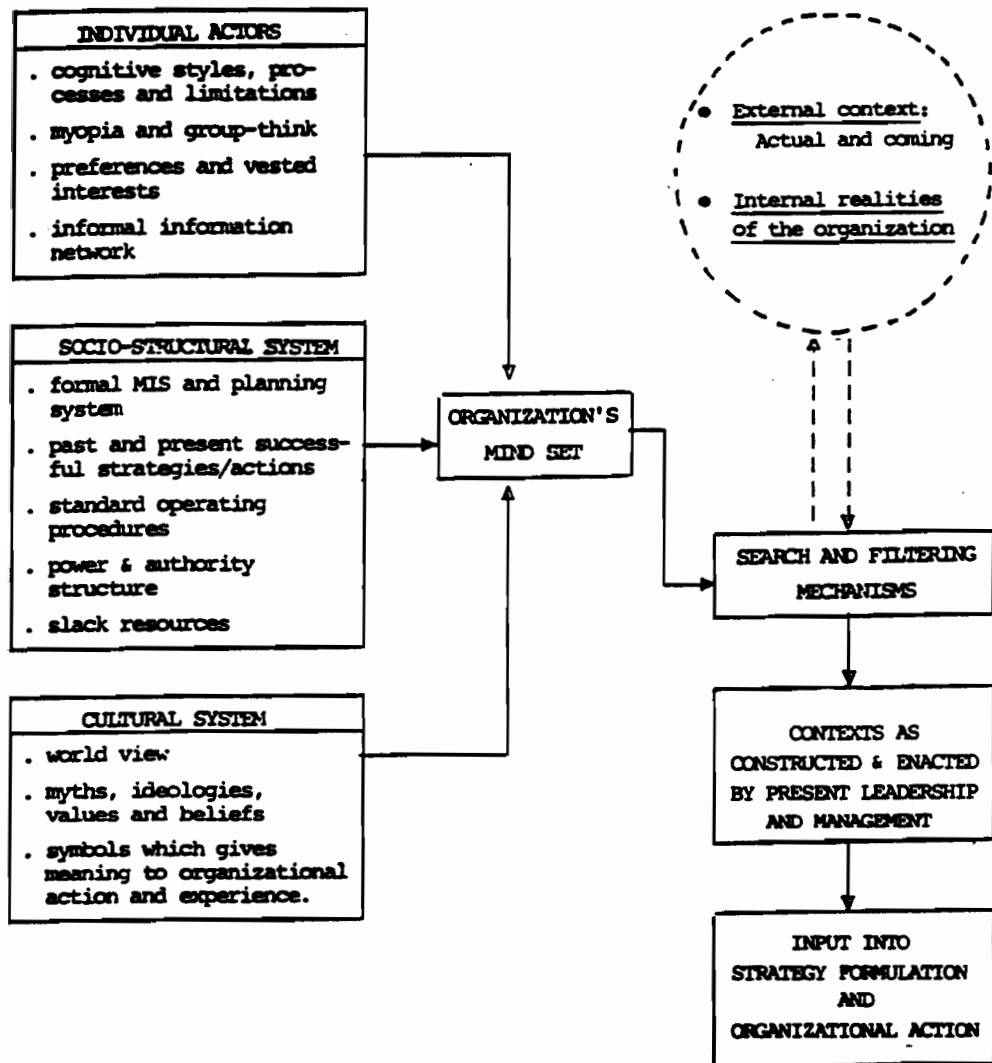 INDIVIDUAL ACTORS
. cognitive styles, pro-
cesses and limitations
. myopia and group-think
. preferences and vested
interests
. informal information
network
SOCIO-STRUCTURAL SYSTEM
. formal MIS and planning
system
. past and present success-
ful strategies/actions
. standard operating
procedures
. power & authority
structure
. slack resources
CULTURAL SYSTEM
. world view
. myths, ideologies,
values and beliefs
. symbols which gives
meaning to organizational
action and experience.
ORGANIZATION'S
MIND SET
• External context:
Actual and coming
• Internal realities
of the organization
SEARCH AND FILTERING
MECHANISMS
CONTEXTS AS
CONSTRUCTED & ENACTED
BY PRESENT LEADERSHIP
AND MANAGEMENT
INPUT INTO
STRATEGY FORMULATION
AND
ORGANIZATIONAL ACTION